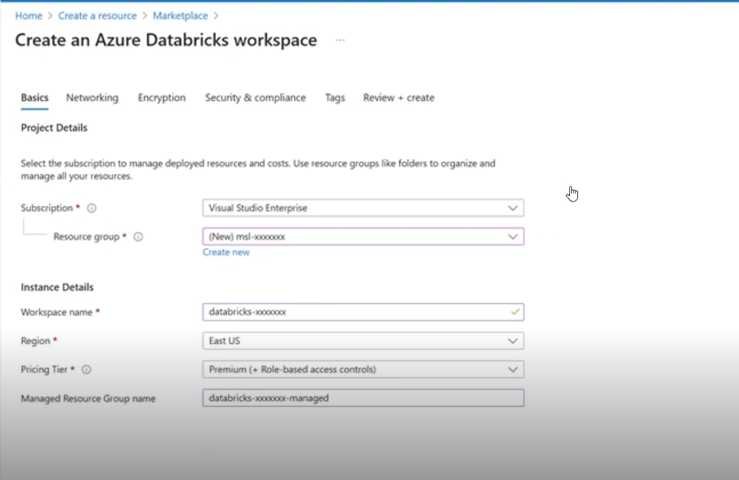 Home > Create a resource > Marketplace >
Create an Azure Databricks workspace ...
Basics Networking Encryption Security & compliance Tags Review + create
Project Details
Select the subscription to manage deployed resources and costs. Use resource groups like folders to organize and
manage all your resources.
Subscription * Visual Studio Enterprise
Resource group * (New) msl-xxxxxxx
Create new
Instance Details
Workspace name * databricks-xxxxxxx
Region * East US
Pricing Tier * Premium (+ Role-based access controls)
Managed Resource Group name databricks-xxxxxxx-managed